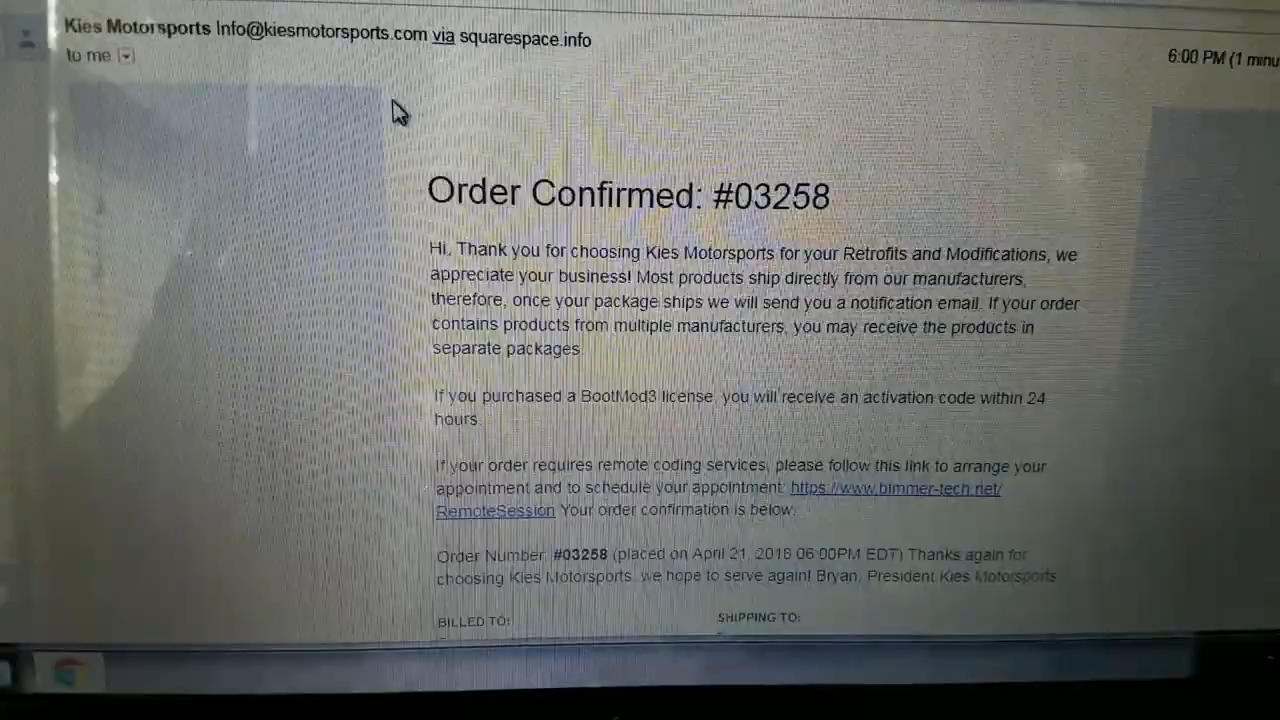 Kies Motorsports Info@kiesmotorsports.com via squarespace.info
to me
6:00 PM (1 minu
Order Confirmed: #03258
Hi, Thank you for choosing Kies Motorsports for your Retrofits and Modifications, we
appreciate your business! Most products ship directly from our manufacturers,
therefore, once your package ships we will send you a notification email. If your order
contains products from multiple manufacturers, you may receive the products in
separate packages.
If you purchased a BootMod3 license, you will receive an activation code within 24
hours.
If your order requires remote coding services, please follow this link to arrange your
appointment and to schedule your appointment: https://www.bimmer-tech.net/
RemoteSession Your order confirmation is below.
Order Number: #03258 (placed on April 21, 2018 06:00PM EDT) Thanks again for
choosing Kies Motorsports, we hope to serve again! Bryan, President Kies Motorsports
BILLED TO:
SHIPPING TO: